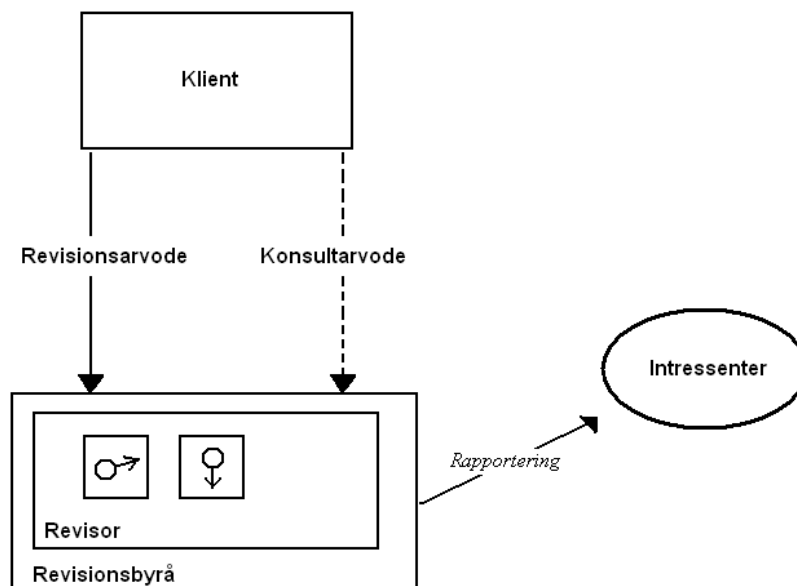 Klient
Revisionsarvode
Konsultarvode
Intressenter
Rapportering
Revisor
Revisionsbyrå